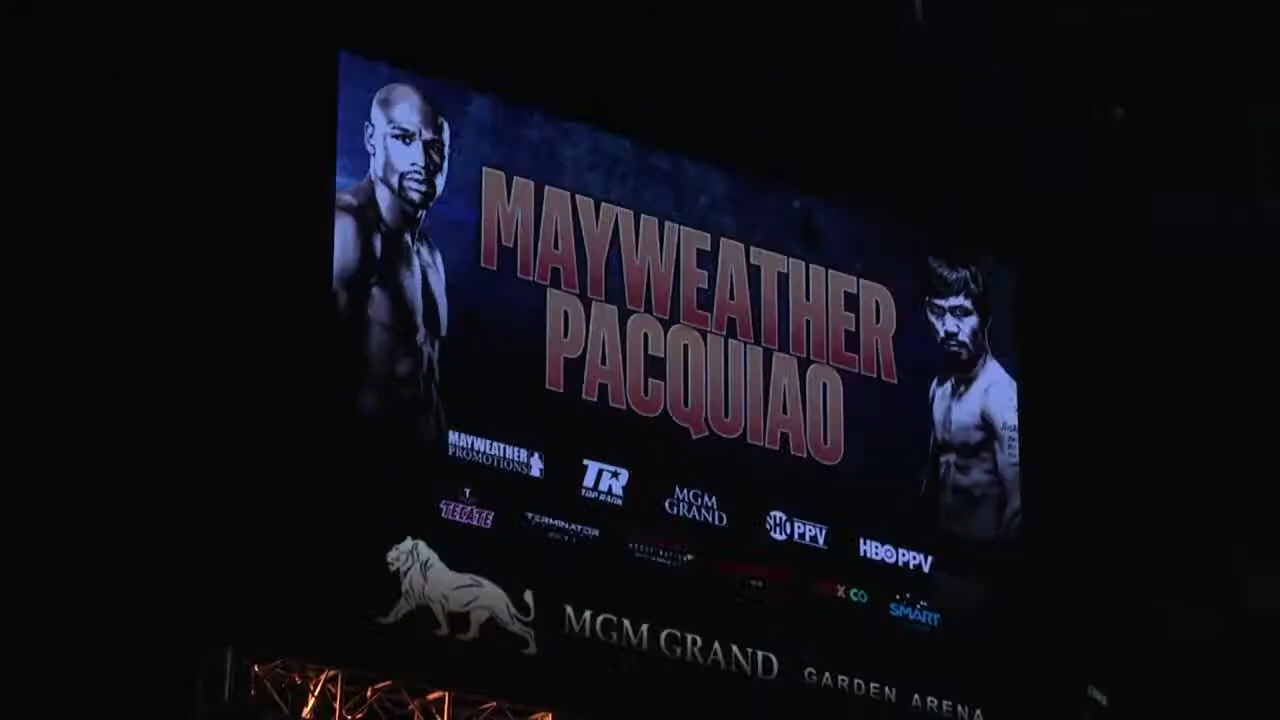 MAYWEATHER
PACQUIAO
MAYWEATHER
PROMOTIONS
TR
TOP RANK
MGM
GRAND
SHO PPV
HBO PPV
T
TECATE
TERMINATOR
SMART
MGM GRAND GARDEN ARENA